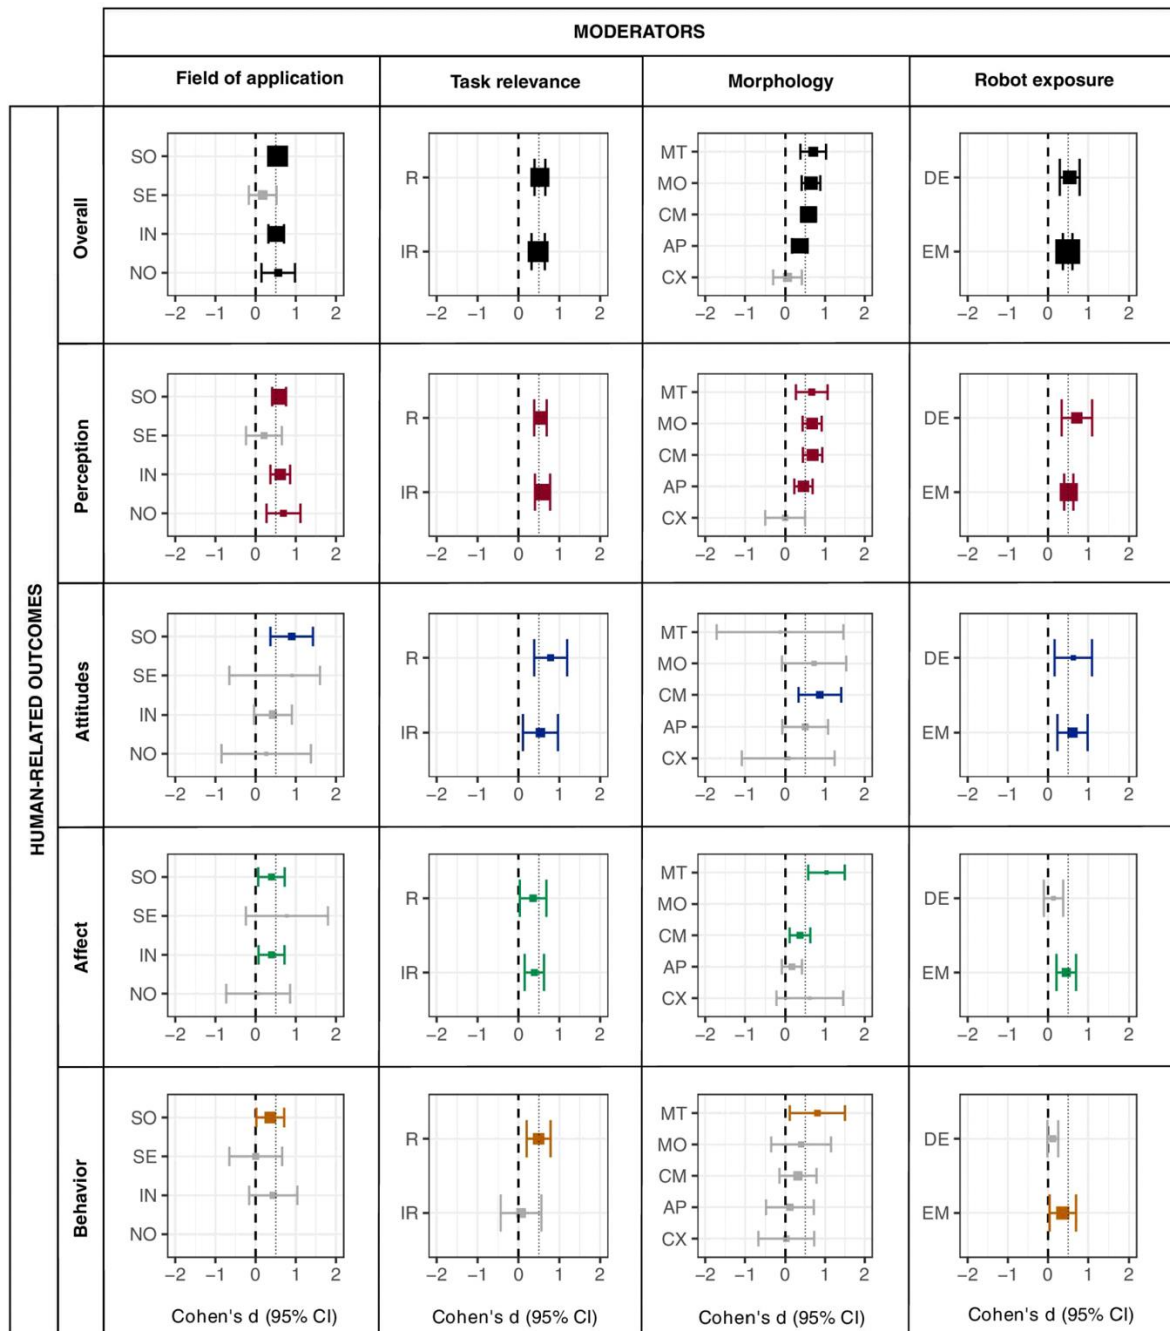 MODERATORS
Field of application
Task relevance
Morphology
Robot exposure
HUMAN-RELATED OUTCOMES
Overall
SO
SE
IN
NO
−2 −1 0 1 2
R
IR
−2 −1 0 1 2
MT
MO
CM
AP
CX
−2 −1 0 1 2
DE
EM
−2 −1 0 1 2
Perception
SO
SE
IN
NO
−2 −1 0 1 2
R
IR
−2 −1 0 1 2
MT
MO
CM
AP
CX
−2 −1 0 1 2
DE
EM
−2 −1 0 1 2
Attitudes
SO
SE
IN
NO
−2 −1 0 1 2
R
IR
−2 −1 0 1 2
MT
MO
CM
AP
CX
−2 −1 0 1 2
DE
EM
−2 −1 0 1 2
Affect
SO
SE
IN
NO
−2 −1 0 1 2
R
IR
−2 −1 0 1 2
MT
MO
CM
AP
CX
−2 −1 0 1 2
DE
EM
−2 −1 0 1 2
Behavior
SO
SE
IN
NO
−2 −1 0 1 2
Cohen's d (95% CI)
R
IR
−2 −1 0 1 2
Cohen's d (95% CI)
MT
MO
CM
AP
CX
−2 −1 0 1 2
Cohen's d (95% CI)
DE
EM
−2 −1 0 1 2
Cohen's d (95% CI)